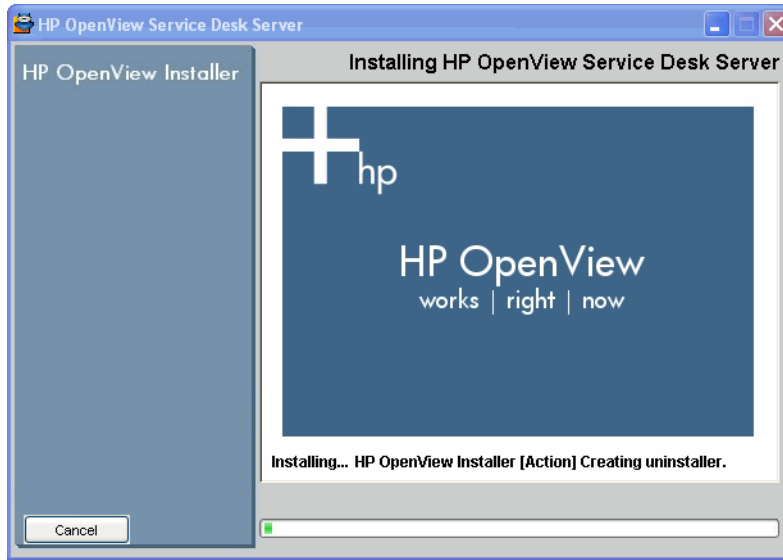 HP OpenView Service Desk Server
HP OpenView Installer
Installing HP OpenView Service Desk Server
hp
HP OpenView
works | right | now
Installing... HP OpenView Installer [Action] Creating uninstaller.
Cancel